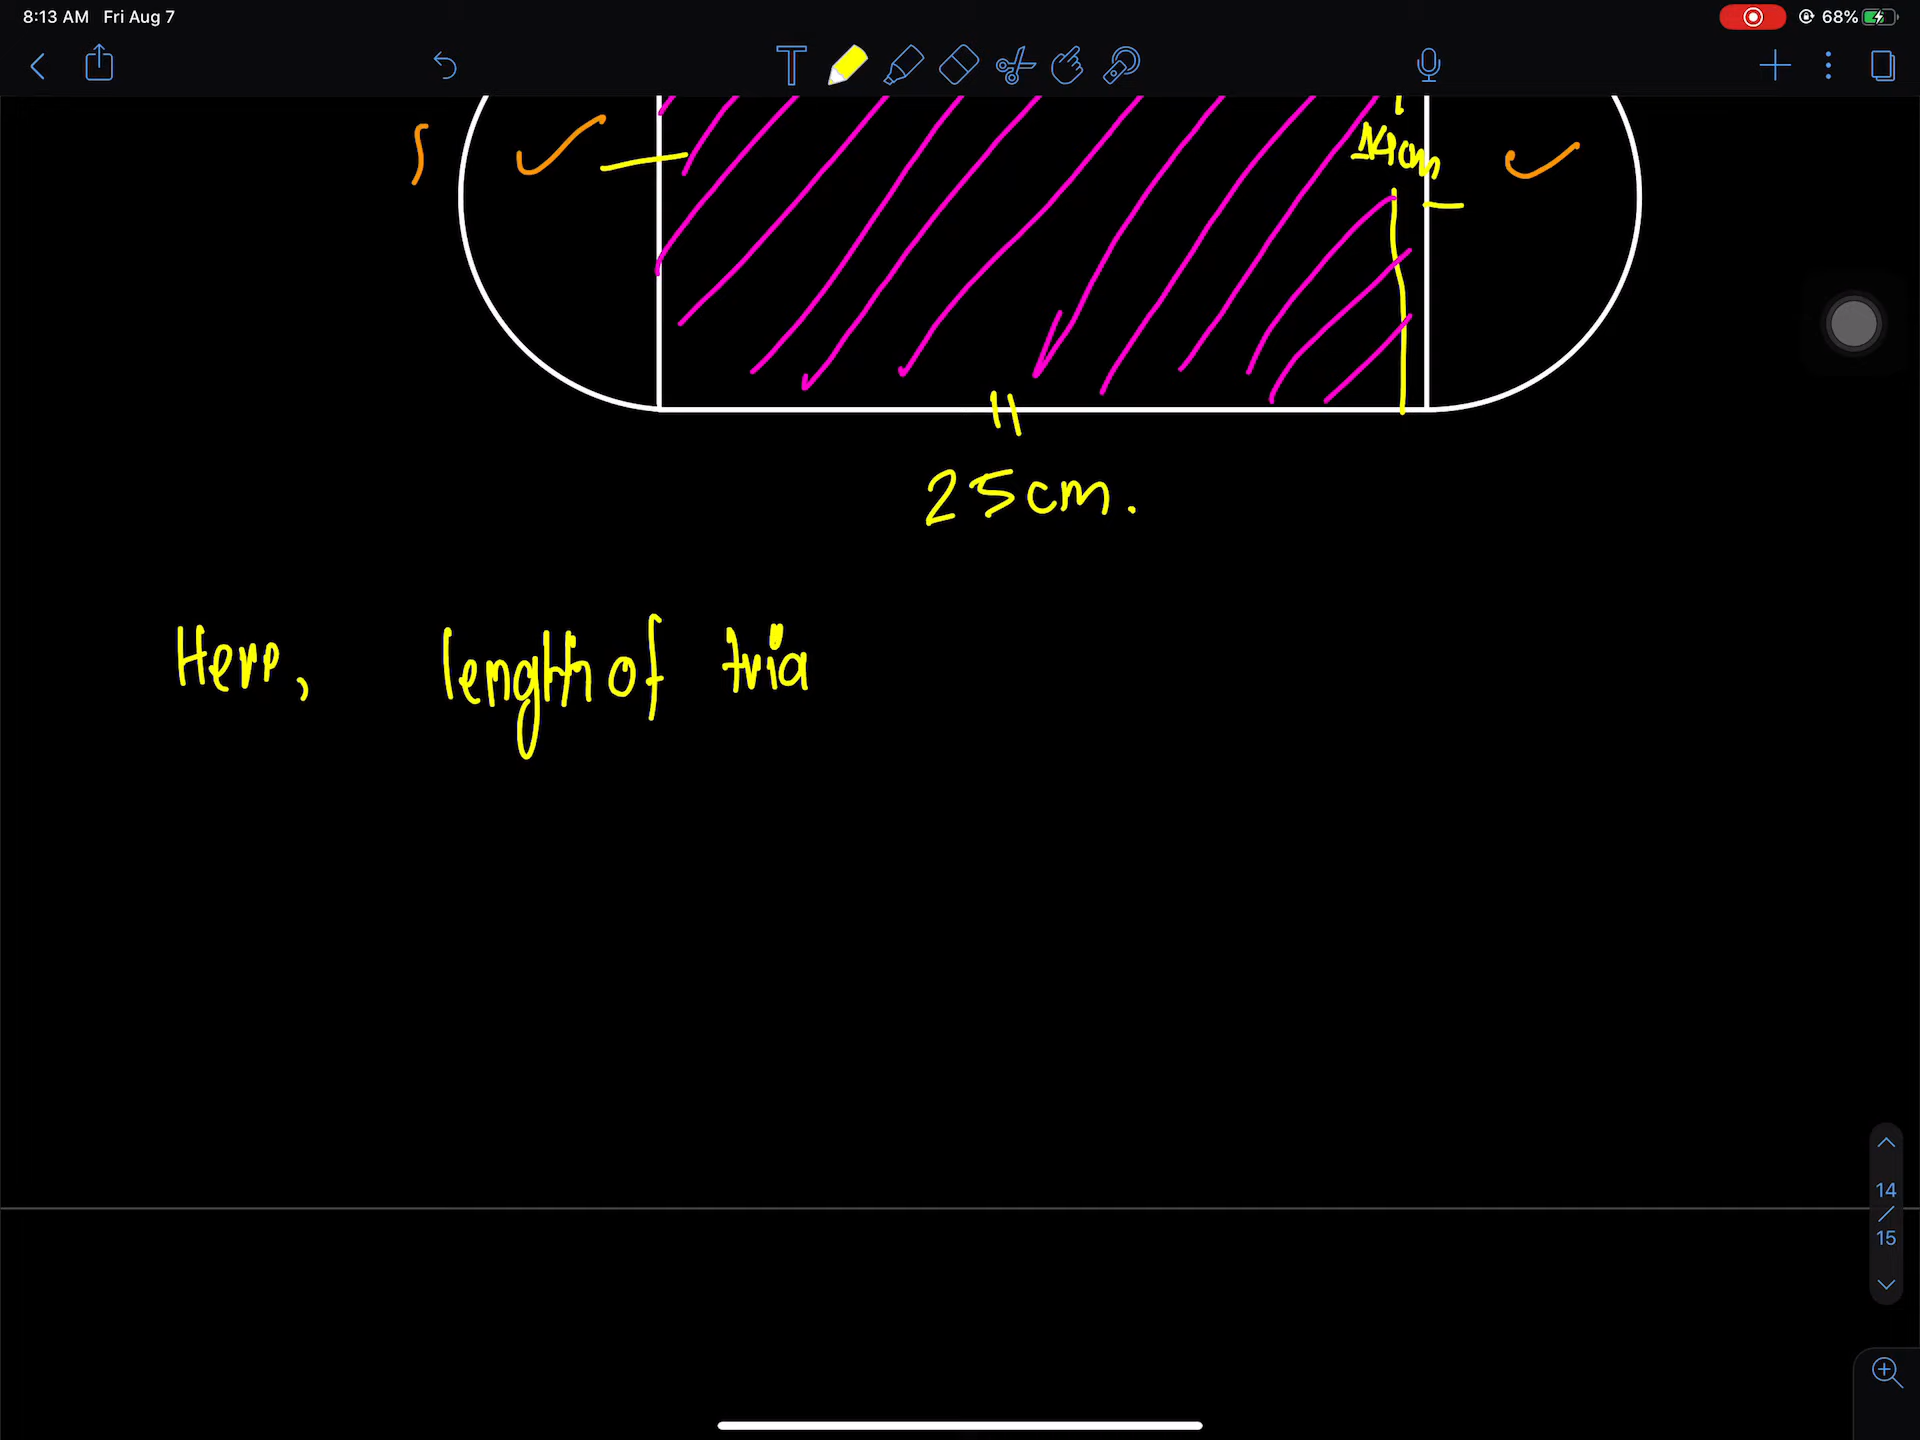 8:13 AM Fri Aug 7
68%
14cm
25cm.
Here, length of tria
14
/
15